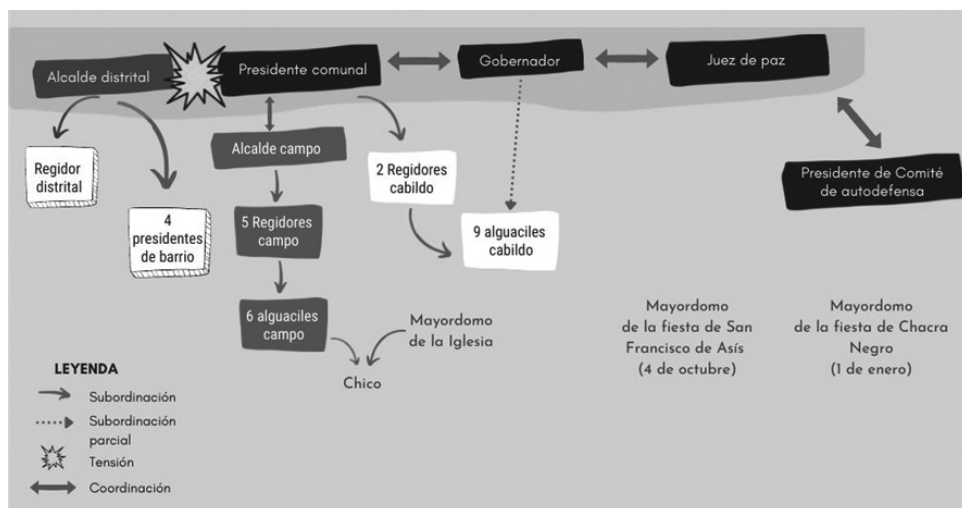 Alcalde distrital
Presidente comunal
Gobernador
Juez de paz
Regidor
distrital
4
presidentes
de barrio
Alcalde campo
5 Regidores
campo
6 alguaciles
campo
2 Regidores
cabildo
9 alguaciles
cabildo
Presidente de Comité
de autodefensa
Mayordomo
de la Iglesia
Chico
Mayordomo
de la fiesta de San
Francisco de Asís
(4 de octubre)
Mayordomo
de la fiesta de Chacra
Negro
(1 de enero)
LEYENDA
Subordinación
Subordinación
parcial
Tensión
Coordinación